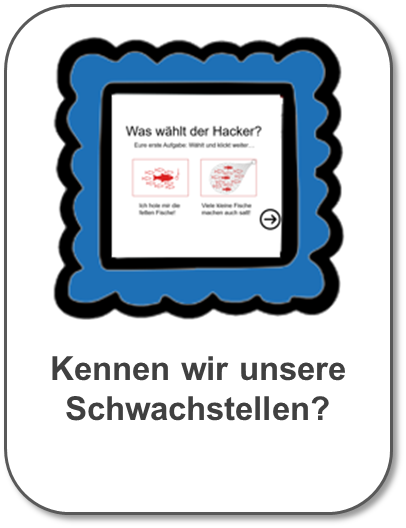 Was wählt der Hacker?
Eure erste Aufgabe: Wählt und klickt weiter…
Ich hole mir die
fetten Fische!
Viele kleine Fische
machen auch satt!
Kennen wir unsere
Schwachstellen?